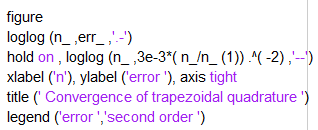 figure
loglog (n_ ,err_ ,'.-')
hold on , loglog (n_ ,3e-3*( n_/n_ (1)) .^( -2) ,'--')
xlabel ('n'), ylabel ('error '), axis tight
title (' Convergence of trapezoidal quadrature ')
legend ('error ','second order ')